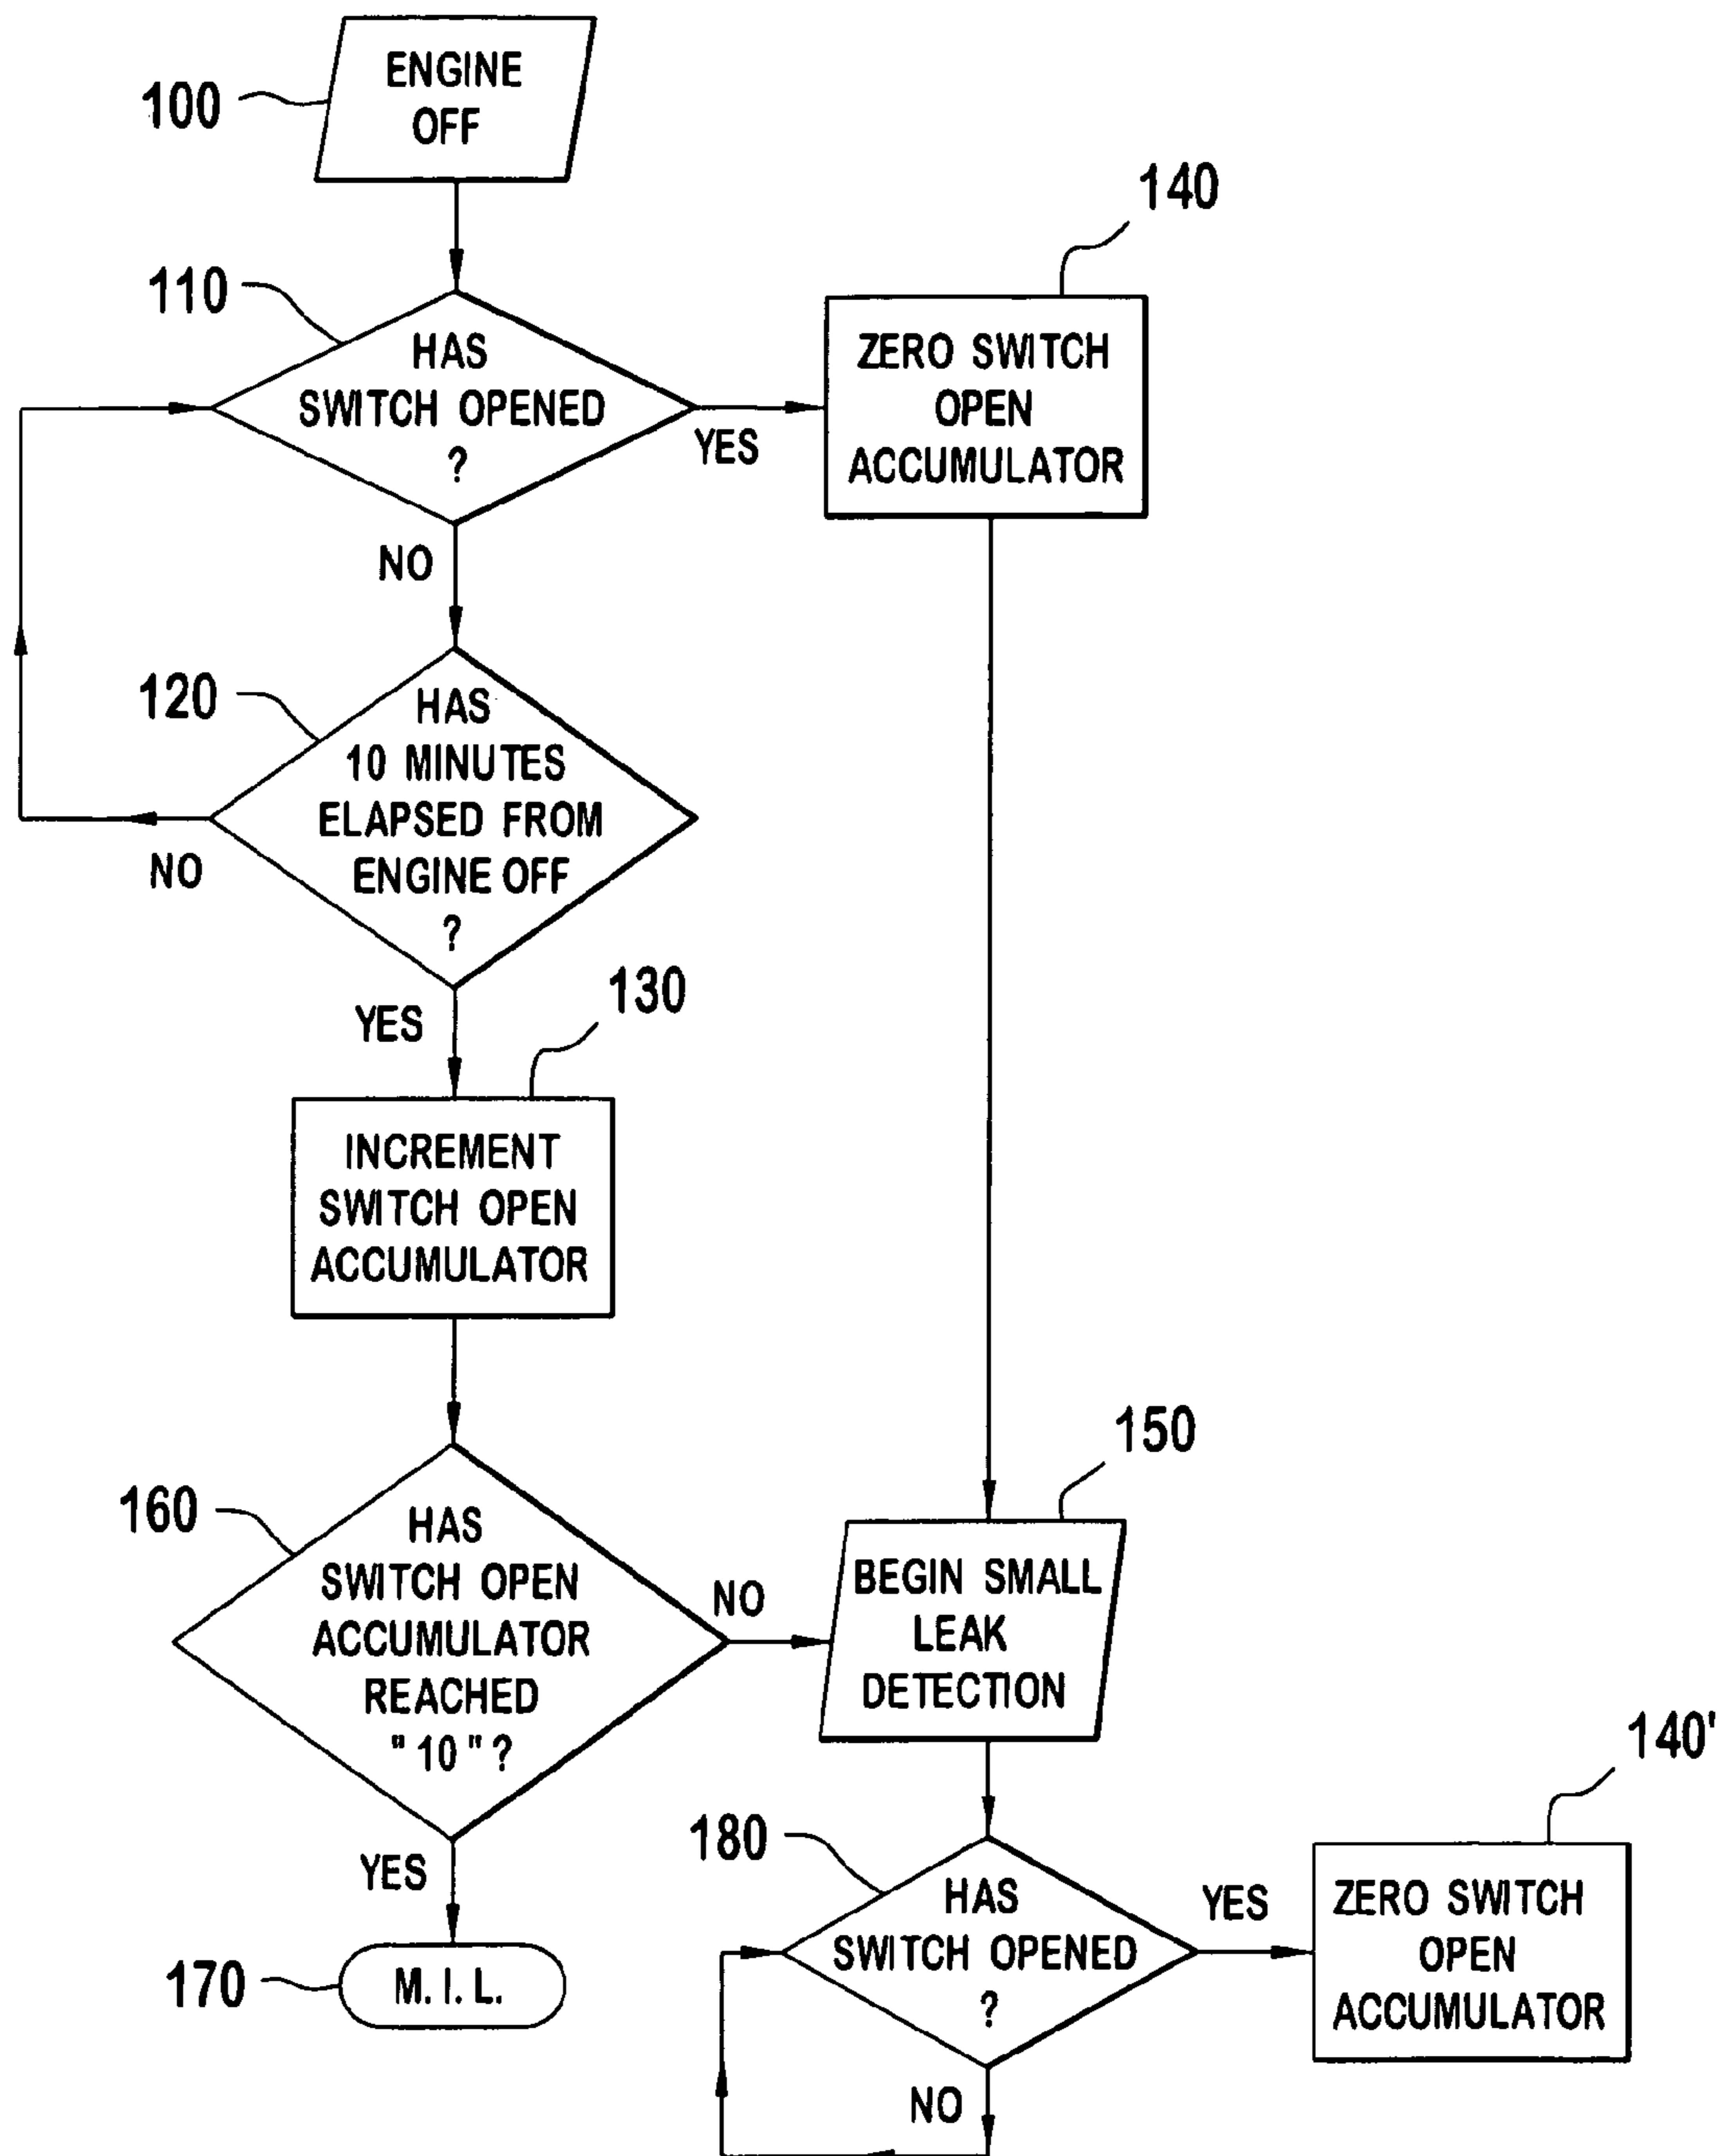 100
ENGINE
OFF
140
110
HAS
SWITCH OPENED
?
YES
NO
ZERO SWITCH
OPEN
ACCUMULATOR
120
HAS
10 MINUTES
ELAPSED FROM
ENGINE OFF
?
NO
YES
130
INCREMENT
SWITCH OPEN
ACCUMULATOR
160
HAS
SWITCH OPEN
ACCUMULATOR
REACHED
"10"?
NO
YES
150
BEGIN SMALL
LEAK
DETECTION
170
M. I. L.
180
HAS
SWITCH OPENED
?
YES
NO
140'
ZERO SWITCH
OPEN
ACCUMULATOR